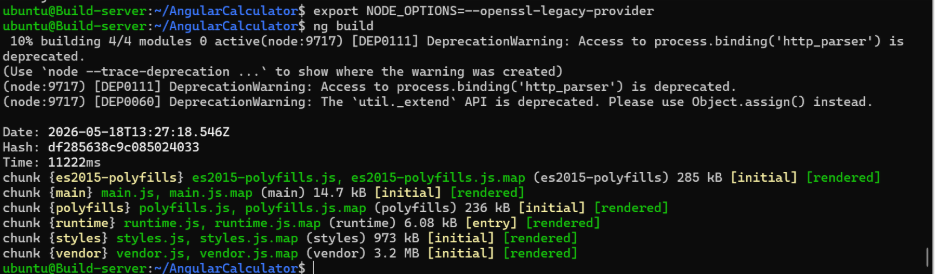 ubuntu@Build-server:~/AngularCalculator$ export NODE_OPTIONS=--openssl-legacy-provider
ubuntu@Build-server:~/AngularCalculator$ ng build
 10% building 4/4 modules 0 active(node:9717) [DEP0111] DeprecationWarning: Access to process.binding('http_parser') is
deprecated.
(Use `node --trace-deprecation ...` to show where the warning was created)
(node:9717) [DEP0111] DeprecationWarning: Access to process.binding('http_parser') is deprecated.
(node:9717) [DEP0060] DeprecationWarning: The `util._extend` API is deprecated. Please use Object.assign() instead.

Date: 2026-05-18T13:27:18.546Z
Hash: df285638c9c085024033
Time: 11222ms
chunk {es2015-polyfills} es2015-polyfills.js, es2015-polyfills.js.map (es2015-polyfills) 285 kB [initial] [rendered]
chunk {main} main.js, main.js.map (main) 14.7 kB [initial] [rendered]
chunk {polyfills} polyfills.js, polyfills.js.map (polyfills) 236 kB [initial] [rendered]
chunk {runtime} runtime.js, runtime.js.map (runtime) 6.08 kB [entry] [rendered]
chunk {styles} styles.js, styles.js.map (styles) 973 kB [initial] [rendered]
chunk {vendor} vendor.js, vendor.js.map (vendor) 3.2 MB [initial] [rendered]
ubuntu@Build-server:~/AngularCalculator$